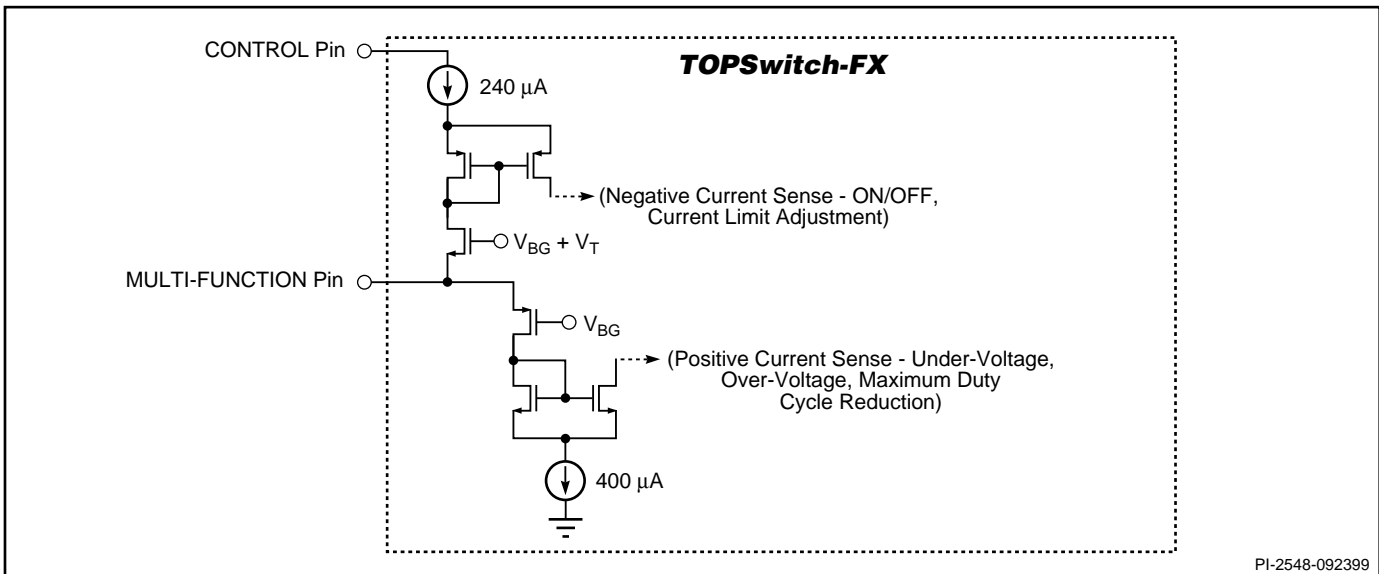 CONTROL Pin
TOPSwitch-FX
240 µA
(Negative Current Sense - ON/OFF,
Current Limit Adjustment)
V_BG + V_T
MULTI-FUNCTION Pin
V_BG
(Positive Current Sense - Under-Voltage,
Over-Voltage, Maximum Duty
Cycle Reduction)
400 µA
PI-2548-092399